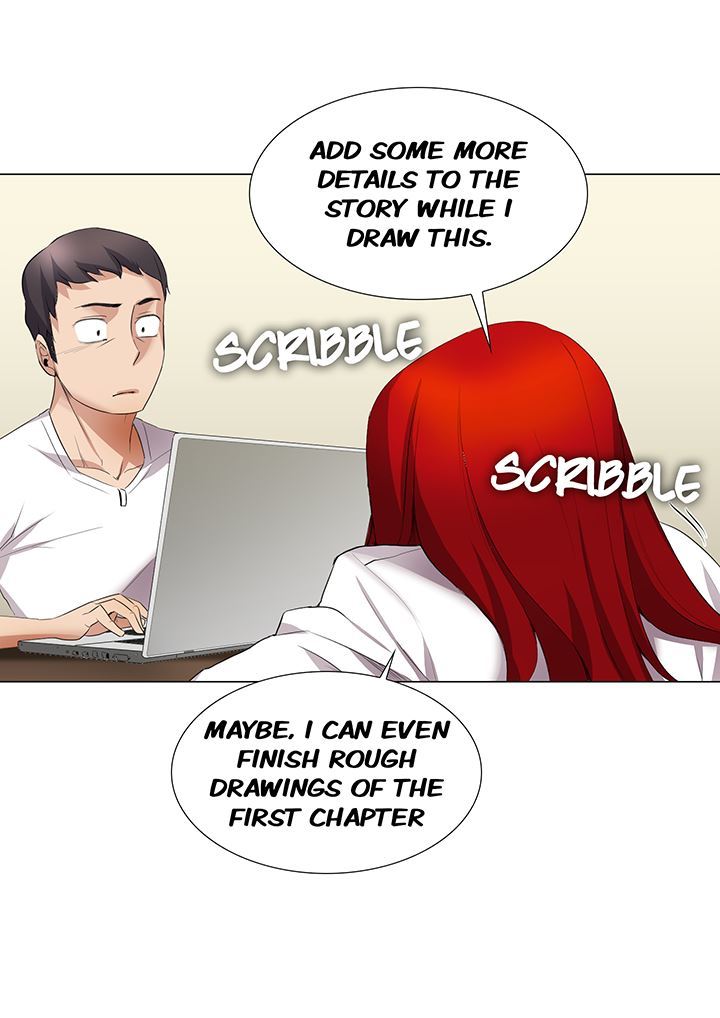 ADD SOME MORE
DETAILS TO THE
STORY WHILE I
DRAW THIS.
SCRIBBLE
SCRIBBLE
MAYBE, I CAN EVEN
FINISH ROUGH
DRAWINGS OF THE
FIRST CHAPTER